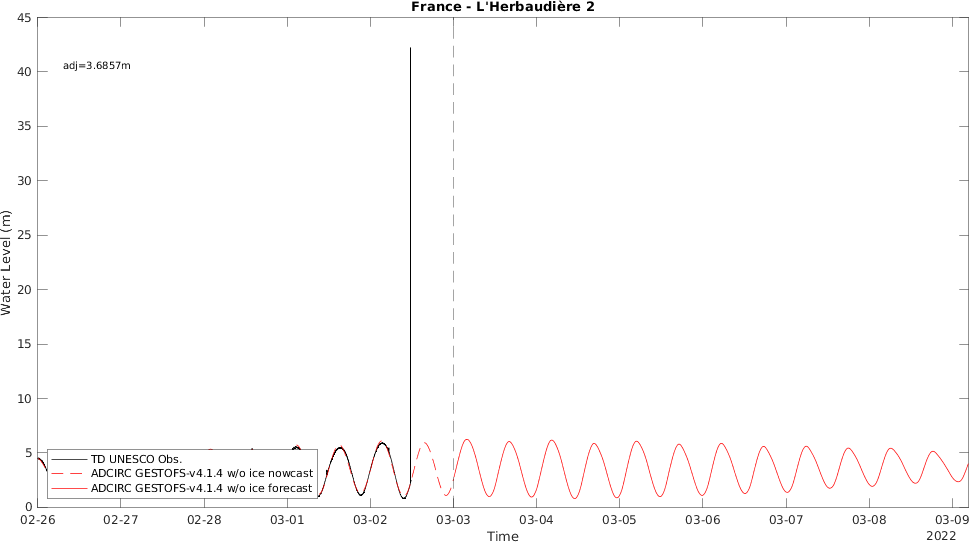 France - L'Herbaudière 2
adj=3.6857m
Water Level (m)
45
40
35
30
25
20
15
10
5
0
TD UNESCO Obs.
ADCIRC GESTOFS-v4.1.4 w/o ice nowcast
ADCIRC GESTOFS-v4.1.4 w/o ice forecast
02-26 02-27 02-28 03-01 03-02 03-03 03-04 03-05 03-06 03-07 03-08 03-09
Time
2022